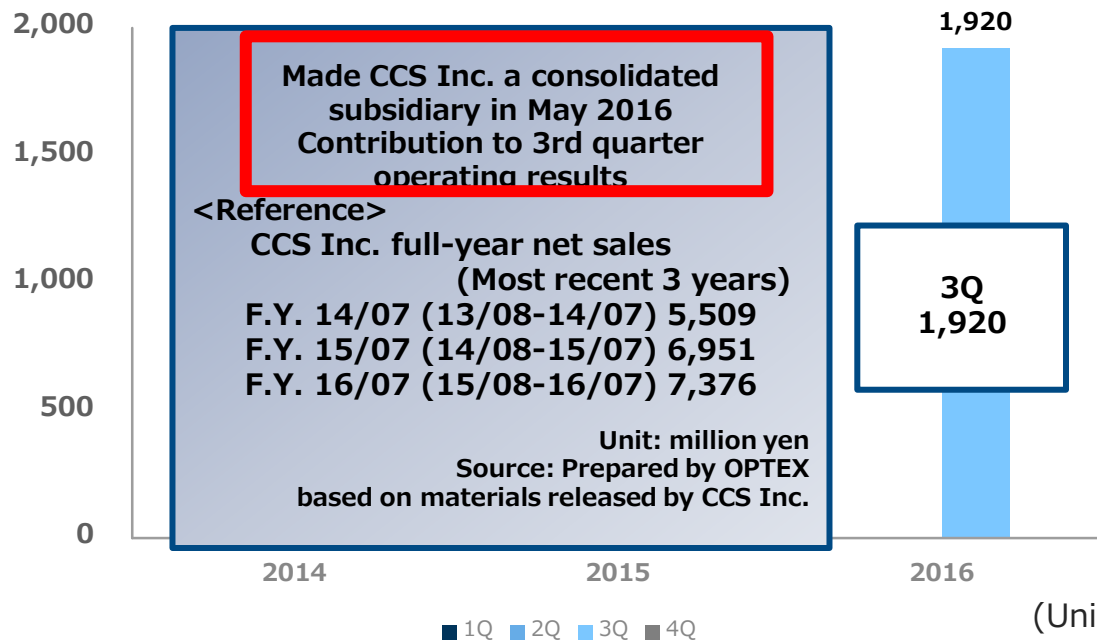 2,000
1,500
1,000
500
0
Made CCS Inc. a consolidated
subsidiary in May 2016
Contribution to 3rd quarter
operating results
<Reference>
CCS Inc. full-year net sales
(Most recent 3 years)
F.Y. 14/07 (13/08-14/07) 5,509
F.Y. 15/07 (14/08-15/07) 6,951
F.Y. 16/07 (15/08-16/07) 7,376
Unit: million yen
Source: Prepared by OPTEX
based on materials released by CCS Inc.
1,920
3Q
1,920
2014 2015 2016
1Q 2Q 3Q 4Q
(Uni